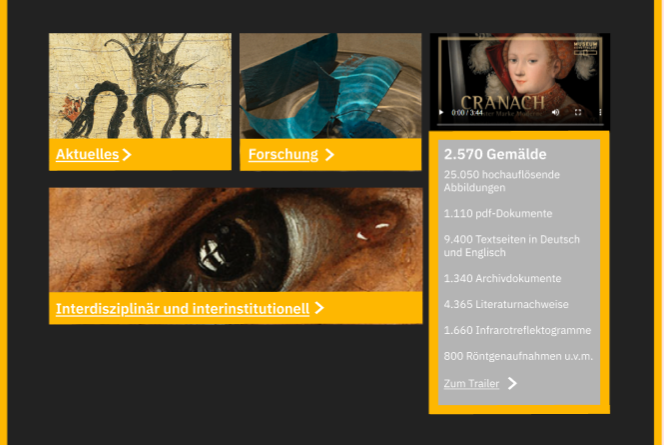 Aktuelles
Forschung
MUSEUM
CRANACH
0:00 / 3:44
Interdisziplinär und interinstitutionell
2.570 Gemälde
25.050 hochauflösende
Abbildungen
1.110 pdf-Dokumente
9.400 Textseiten in Deutsch
und Englisch
1.340 Archivdokumente
4.365 Literaturnachweise
1.660 Infrarotreflektogramme
800 Röntgenaufnahmen u.v.m.
Zum Trailer